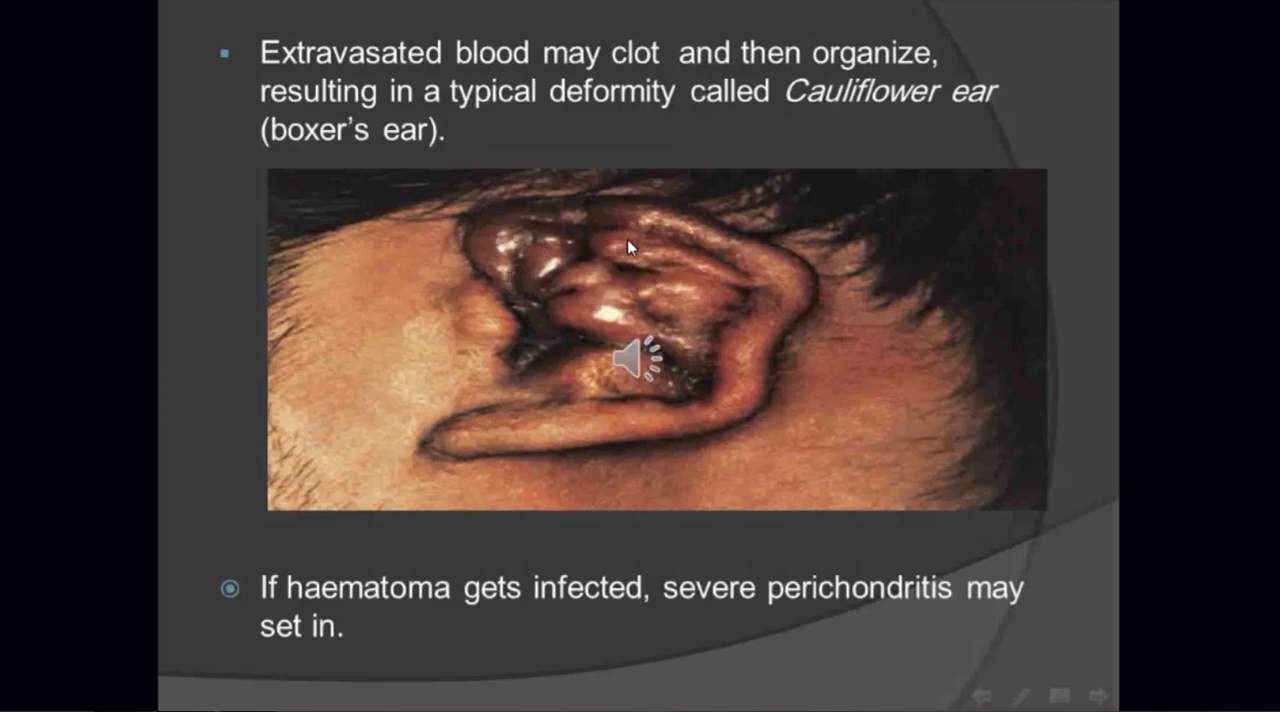 Extravasated blood may clot and then organize,
resulting in a typical deformity called Cauliflower ear
(boxer's ear).
If haematoma gets infected, severe perichondritis may
set in.